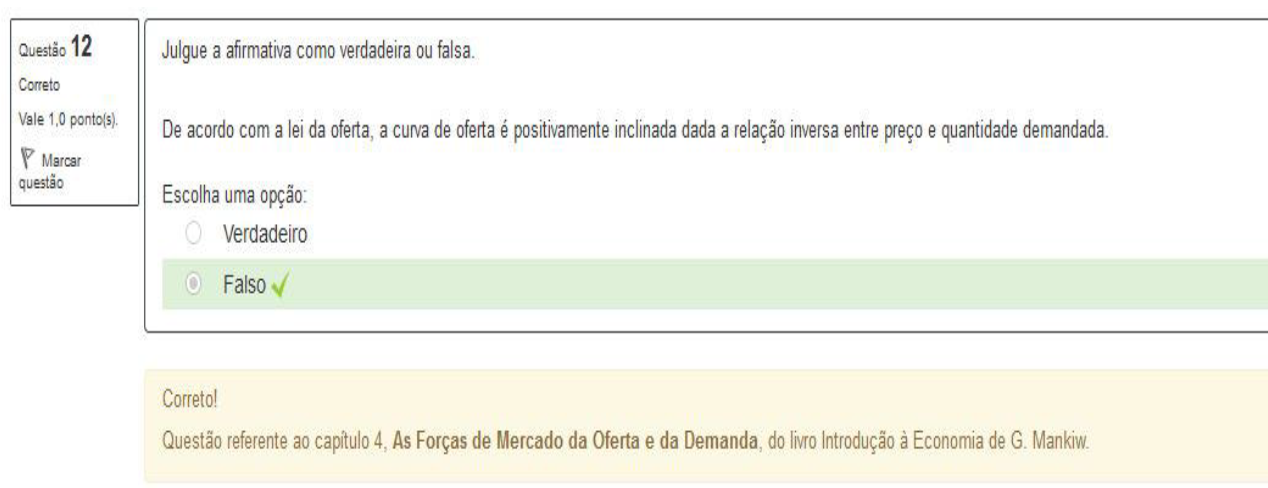 Questão 12
Correto
Vale 1,0 ponto(s).
Marcar
questão
Julgue a afirmativa como verdadeira ou falsa.
De acordo com a lei da oferta, a curva de oferta é positivamente inclinada dada a relação inversa entre preço e quantidade demandada.
Escolha uma opção:
Verdadeiro
Falso
Correto!
Questão referente ao capítulo 4, As Forças de Mercado da Oferta e da Demanda, do livro Introdução à Economia de G. Mankiw.